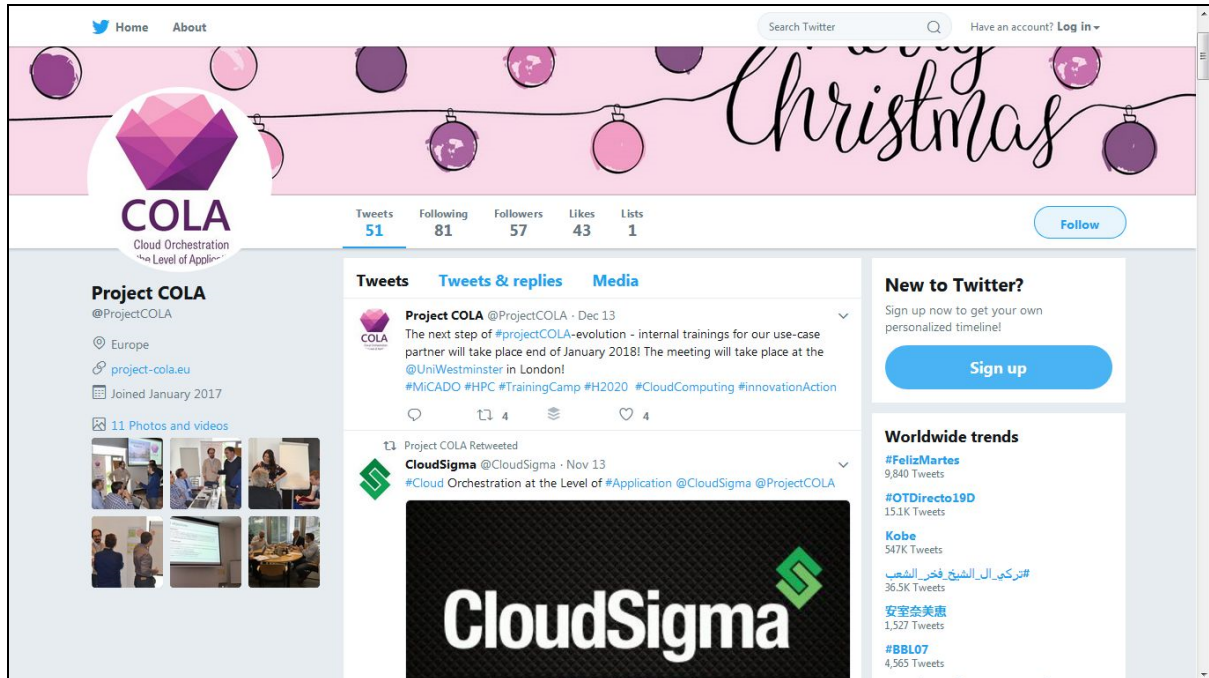 Home About
Search Twitter
Have an account? Log in
Merry
Christmas
COLA
Cloud Orchestration
the Level of
Tweets Following Followers Likes Lists
51 81 57 43 1
Follow
Project COLA
@ProjectCOLA
Europe
project-cola.eu
Joined January 2017
11 Photos and videos
Tweets Tweets & replies Media
COLA
Project COLA @ProjectCOLA · Dec 13
The next step of #projectCOLA-evolution - internal trainings for our use-case
partner will take place end of January 2018! The meeting will take place at the
@UniWestminster in London!
#MiCADO #HPC #TrainingCamp #H2020 #CloudComputing #innovationAction
4 4
Project COLA Retweeted
CloudSigma @CloudSigma · Nov 13
#Cloud Orchestration at the Level of #Application @CloudSigma @ProjectCOLA
CloudSigma
New to Twitter?
Sign up now to get your own
personalized timeline!
Sign up
Worldwide trends
#FelizMartes
9,840 Tweets
#OTDirecto19D
15.1K Tweets
Kobe
547K Tweets
#تركي_ال_الشيخ_فخر_الشعب
36.5K Tweets
安室奈美恵
1,527 Tweets
#BBL07
4,565 Tweets